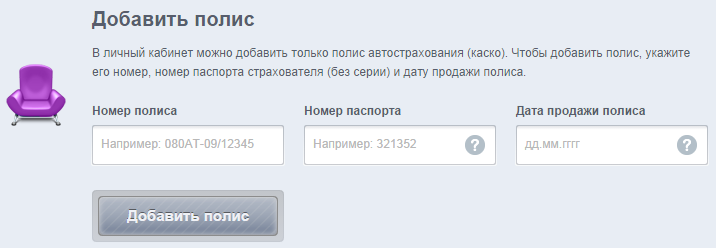 Добавить полис
В личный кабинет можно добавить только полис автострахования (каско). Чтобы добавить полис, укажите
его номер, номер паспорта страхователя (без серии) и дату продажи полиса.
Номер полиса Номер паспорта Дата продажи полиса
Например: 080АТ-09/12345 Например: 321352 ? дд.мм.гггг ?
Добавить полис